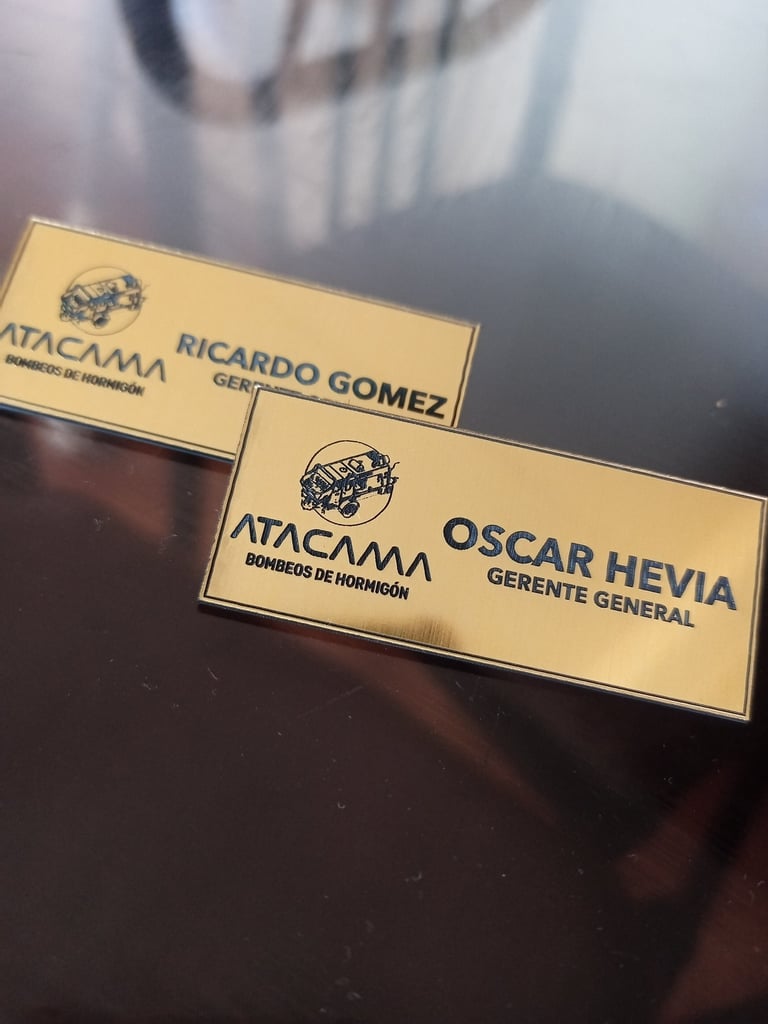 ATACAMA
BOMBEOS DE HORMIGÓN
RICARDO GOMEZ
ATACAMA
BOMBEOS DE HORMIGÓN
OSCAR HEVIA
GERENTE GENERAL